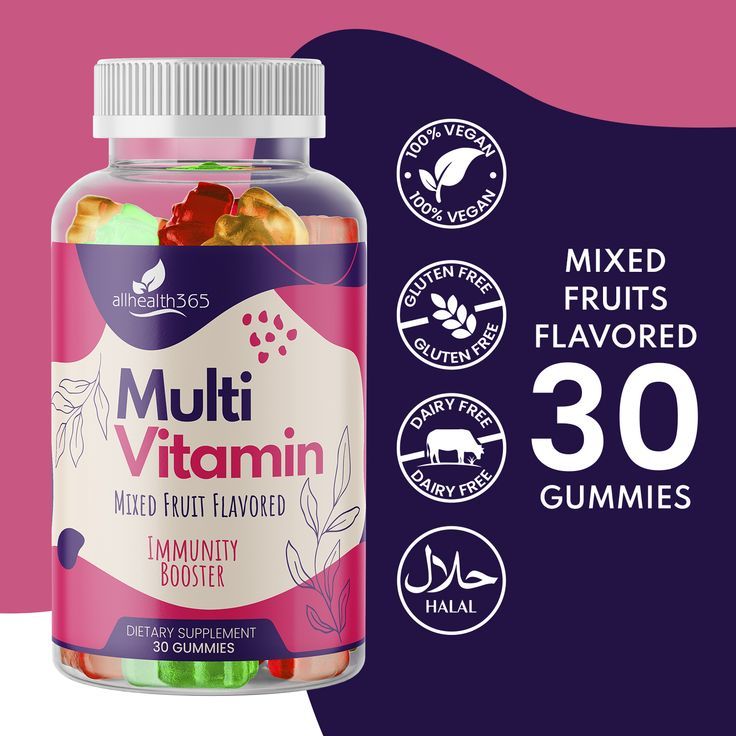 allhealth365
Multi
Vitamin
MIXED FRUIT FLAVORED
IMMUNITY
BOOSTER
DIETARY SUPPLEMENT
30 GUMMIES
100% VEGAN
100% VEGAN
GLUTEN FREE
GLUTEN FREE
DAIRY FREE
DAIRY FREE
حلال
HALAL
MIXED
FRUITS
FLAVORED
30
GUMMIES